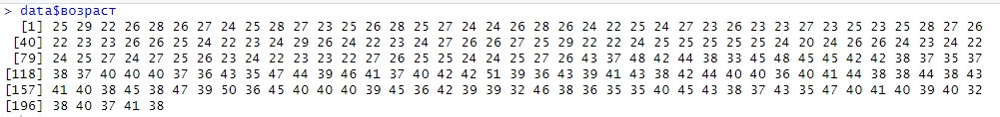 > data$возраст
[1] 25 29 22 26 28 26 27 24 25 28 27 23 25 26 28 25 27 24 24 26 28 26 24 22 25 24 27 23 26 23 23 27 23 25 23 25 28 27 26
[40] 22 23 23 26 26 25 24 22 23 24 29 26 24 22 23 24 27 26 26 27 25 29 22 22 24 25 25 25 25 25 24 20 24 26 26 24 23 24 22
[79] 24 25 27 24 27 25 26 23 24 22 23 23 22 27 26 25 25 24 24 25 27 26 43 37 48 42 44 38 33 45 48 45 45 42 42 38 37 35 37
[118] 38 37 40 40 40 37 36 43 35 47 44 39 46 41 37 40 42 42 51 39 36 43 39 41 43 38 42 44 40 40 36 40 41 44 38 38 44 38 43
[157] 41 40 38 45 38 47 39 50 36 45 40 40 40 39 45 36 42 39 39 32 46 38 36 35 35 40 45 43 38 37 43 35 47 40 41 40 39 40 32
[196] 38 40 37 41 38